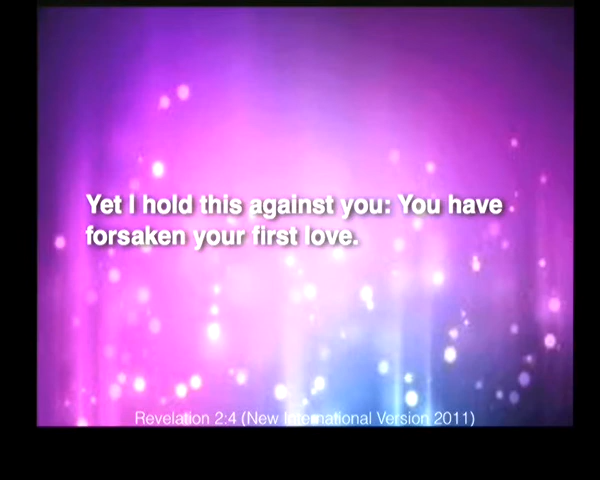 Yet I hold this against you: You have
forsaken your first love.
Revelation 2:4 (New International Version 2011)